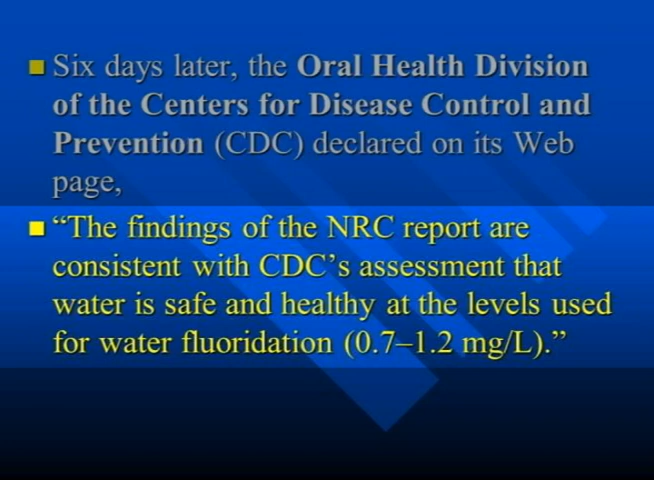 Six days later, the Oral Health Division
of the Centers for Disease Control and
Prevention (CDC) declared on its Web
page,
“The findings of the NRC report are
consistent with CDC’s assessment that
water is safe and healthy at the levels used
for water fluoridation (0.7–1.2 mg/L).”